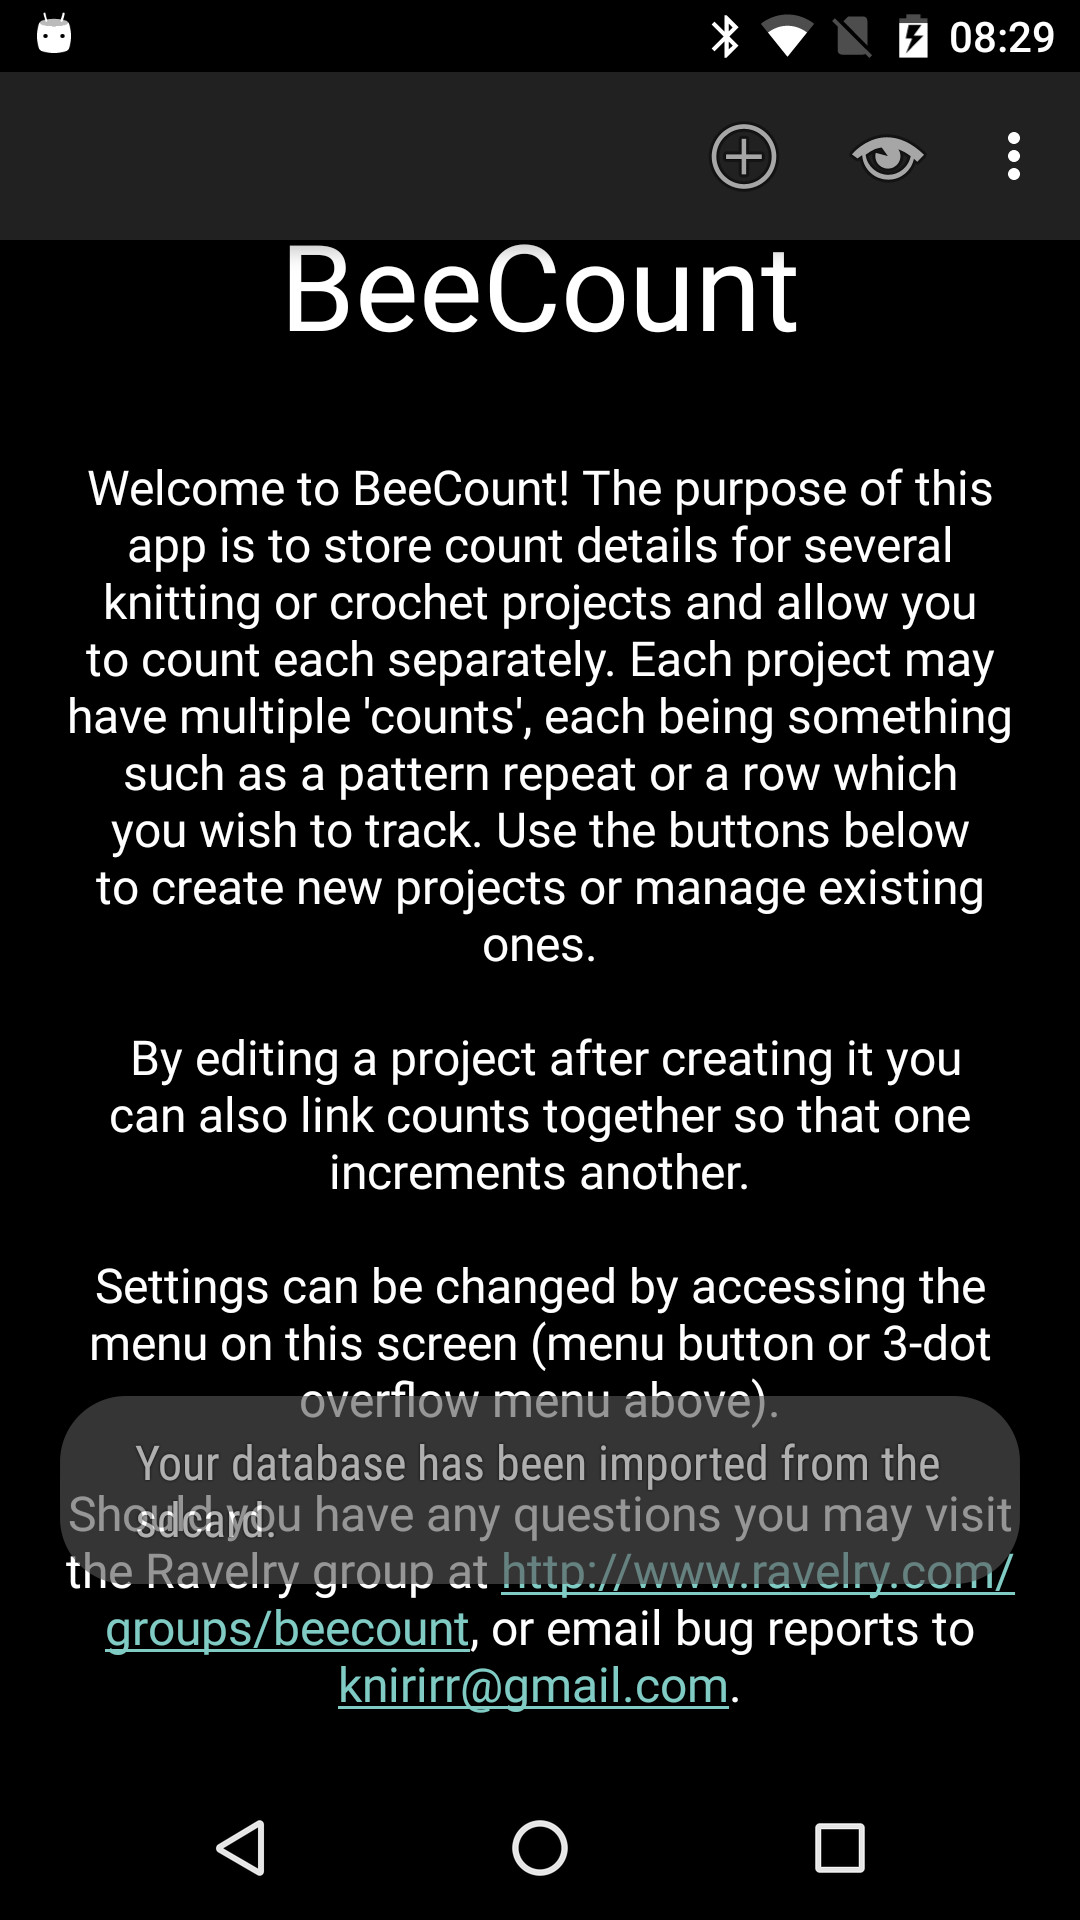 08:29
BeeCount
Welcome to BeeCount! The purpose of this
app is to store count details for several
knitting or crochet projects and allow you
to count each separately. Each project may
have multiple 'counts', each being something
such as a pattern repeat or a row which
you wish to track. Use the buttons below
to create new projects or manage existing
ones.
By editing a project after creating it you
can also link counts together so that one
increments another.
Settings can be changed by accessing the
menu on this screen (menu button or 3-dot
overflow menu above).
Your database has been imported from the
sdcard.
Should you have any questions you may visit
the Ravelry group at http://www.ravelry.com/
groups/beecount, or email bug reports to
knirirr@gmail.com.